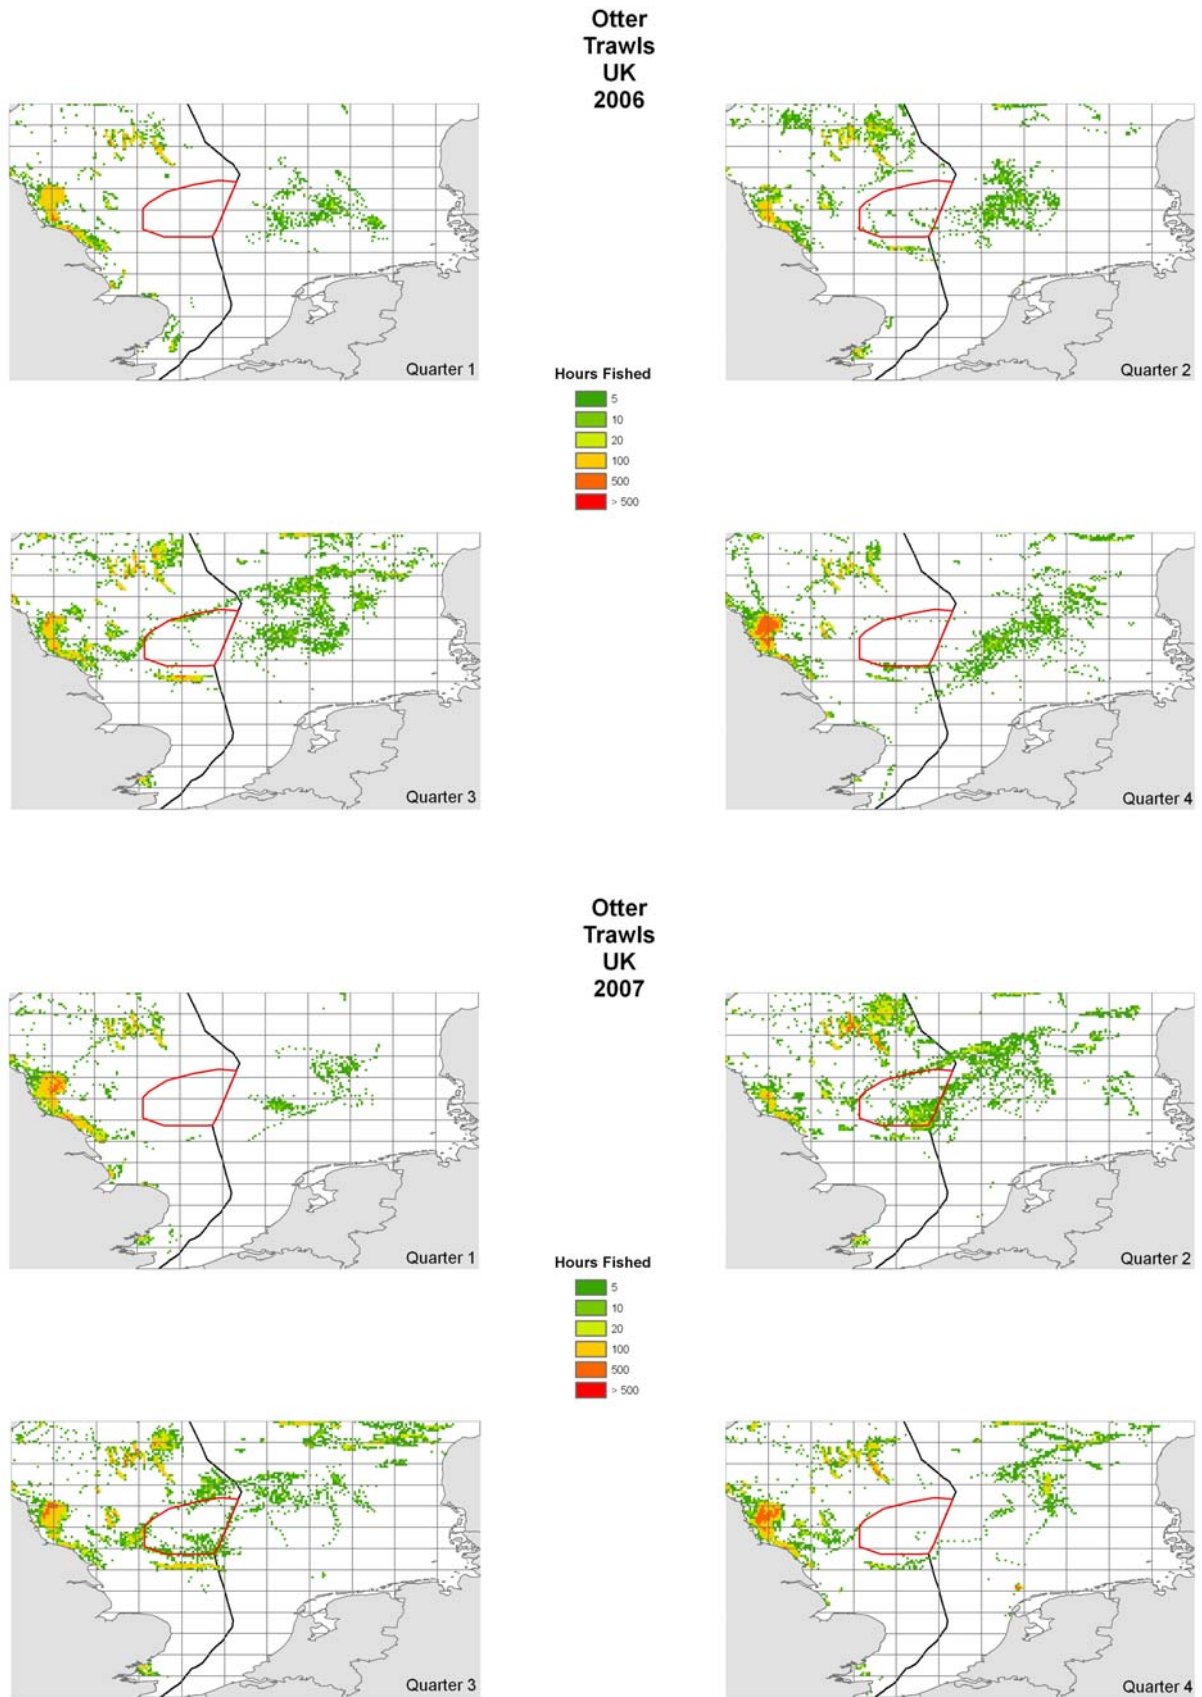 Otter
Trawls
UK
2006
Quarter 1
Quarter 2
Hours Fished
5
10
20
100
500
> 500
Quarter 3
Quarter 4
Otter
Trawls
UK
2007
Quarter 1
Quarter 2
Hours Fished
5
10
20
100
500
> 500
Quarter 3
Quarter 4